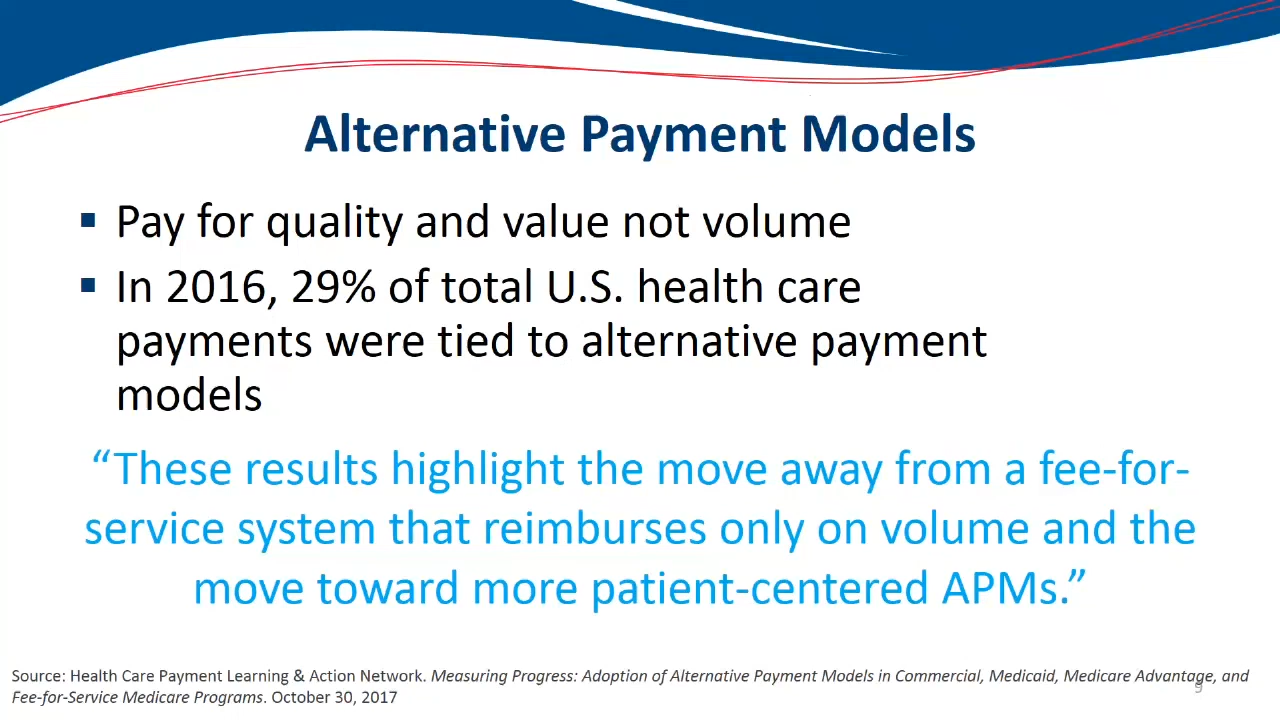 Alternative Payment Models
▪ Pay for quality and value not volume
▪ In 2016, 29% of total U.S. health care
payments were tied to alternative payment
models
“These results highlight the move away from a fee-for-
service system that reimburses only on volume and the
move toward more patient-centered APMs.”
Source: Health Care Payment Learning & Action Network. Measuring Progress: Adoption of Alternative Payment Models in Commercial, Medicaid, Medicare Advantage, and
Fee-for-Service Medicare Programs. October 30, 2017
9